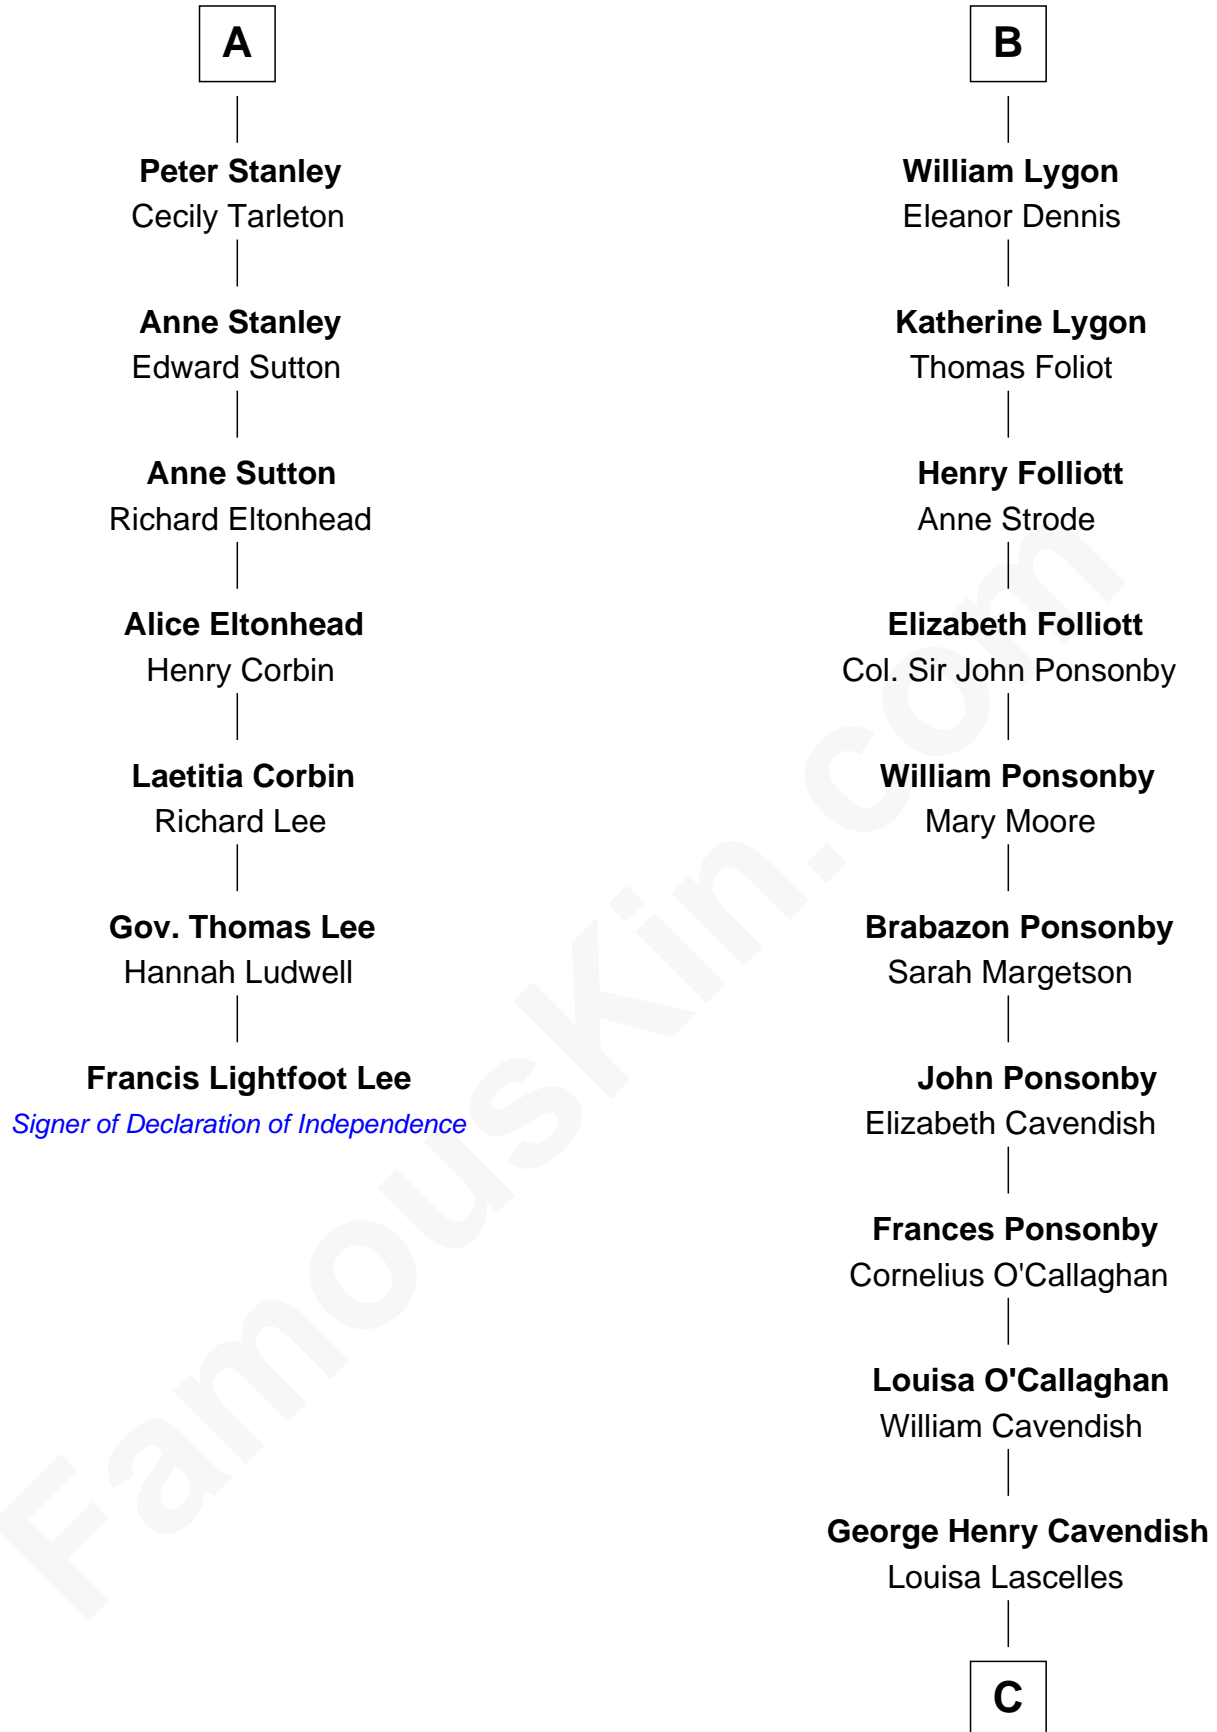 A
Peter Stanley
Cecily Tarleton
Anne Stanley
Edward Sutton
Anne Sutton
Richard Eltonhead
Alice Eltonhead
Henry Corbin
Laetitia Corbin
Richard Lee
Gov. Thomas Lee
Hannah Ludwell
Francis Lightfoot Lee
Signer of Declaration of Independence
B
William Lygon
Eleanor Dennis
Katherine Lygon
Thomas Foliot
Henry Folliott
Anne Strode
Elizabeth Folliott
Col. Sir John Ponsonby
William Ponsonby
Mary Moore
Brabazon Ponsonby
Sarah Margetson
John Ponsonby
Elizabeth Cavendish
Frances Ponsonby
Cornelius O'Callaghan
Louisa O'Callaghan
William Cavendish
George Henry Cavendish
Louisa Lascelles
C
FamousKin.com